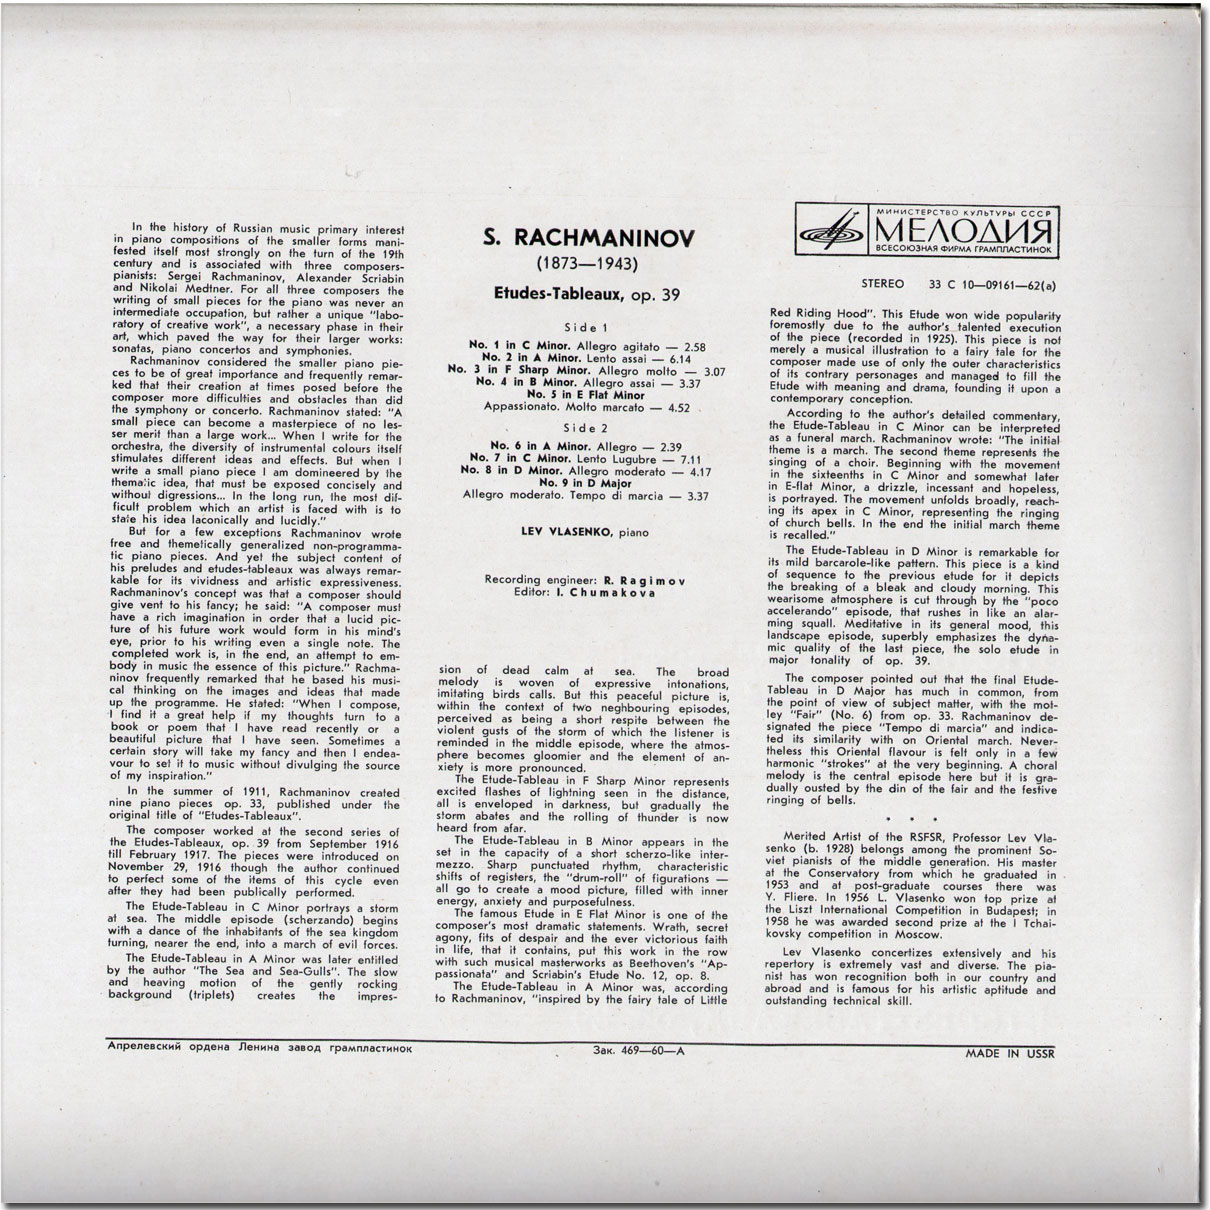 In the history of Russian music primary interest
in piano compositions of the smaller forms mani-
fested itself most strongly on the turn of the 19th
century and is associated with three composers-
pianists: Sergei Rachmaninov, Alexander Scriabin
and Nikolai Medtner. For all three composers the
writing of small pieces for the piano was never an
intermediate occupation, but rather a unique "labo-
ratory of creative work", a necessary phase in their
art, which paved the way for their larger works:
sonatas, piano concertos and symphonies.
Rachmaninov considered the smaller piano pie-
ces to be of great importance and frequently remar-
ked that their creation at times posed before the
composer more difficulties and obstacles than did
the symphony or concerto. Rachmaninov stated: "A
small piece can become a masterpiece of no les-
ser merit than a large work... When I write for the
orchestra, the diversity of instrumental colours itself
stimulates different ideas and effects. But when I
write a small piano piece I am domineered by the
thematic idea, that must be exposed concisely and
without digressions... In the long run, the most dif-
ficult problem which an artist is faced with is to
state his idea laconically and lucidly."
But for a few exceptions Rachmaninov wrote
free and themetically generalized non-programma-
tic piano pieces. And yet the subject content of
his preludes and etudes-tableaux was always remar-
kable for its vividness and artistic expressiveness.
Rachmaninov's concept was that a composer should
give vent to his fancy; he said: "A composer must
have a rich imagination in order that a lucid pic-
ture of his future work would form in his mind's
eye, prior to his writing even a single note. The
completed work is, in the end, an attempt to em-
body in music the essence of this picture." Rachma-
ninov frequently remarked that he based his musi-
cal thinking on the images and ideas that made
up the programme. He stated: "When I compose,
I find it a great help if my thoughts turn to a
book or poem that I have read recently or a
beautiful picture that I have seen. Sometimes a
certain story will take my fancy and then I endea-
vour to set it to music without divulging the source
of my inspiration."
In the summer of 1911, Rachmaninov created
nine piano pieces op. 33, published under the
original title of "Etudes-Tableaux".
The composer worked at the second series of
the Etudes-Tableaux, op. 39 from September 1916
till February 1917. The pieces were introduced on
November 29, 1916 though the author continued
to perfect some of the items of this cycle even
after they had been publically performed.
The Etude-Tableau in C Minor portrays a storm
at sea. The middle episode (scherzando) begins
with a dance of the inhabitants of the sea kingdom
turning, nearer the end, into a march of evil forces.
The Etude-Tableau in A Minor was later entitled
by the author "The Sea and Sea-Gulls". The slow
and heaving motion of the gently rocking
background (triplets) creates the impres-
S. RACHMANINOV
(1873—1943)
Etudes-Tableaux, op. 39
Side 1
No. 1 in C Minor. Allegro agitato — 2.58
No. 2 in A Minor. Lento assai — 6.14
No. 3 in F Sharp Minor. Allegro molto — 3.07
No. 4 in B Minor. Allegro assai — 3.37
No. 5 in E Flat Minor
Appassionato. Molto marcato — 4.52
Side 2
No. 6 in A Minor. Allegro — 2.39
No. 7 in C Minor. Lento Lugubre — 7.11
No. 8 in D Minor. Allegro moderato — 4.17
No. 9 in D Major
Allegro moderato. Tempo di marcia — 3.37
LEV VLASENKO, piano
Recording engineer: R. Ragimov
Editor: I. Chumakova
sion of dead calm at sea. The broad
melody is woven of expressive intonations,
imitating birds calls. But this peaceful picture is,
within the context of two neghbouring episodes,
perceived as being a short respite between the
violent gusts of the storm of which the listener is
reminded in the middle episode, where the atmos-
phere becomes gloomier and the element of an-
xiety is more pronounced.
The Etude-Tableau in F Sharp Minor represents
excited flashes of lightning seen in the distance,
all is enveloped in darkness, but gradually the
storm abates and the rolling of thunder is now
heard from afar.
The Etude-Tableau in B Minor appears in the
set in the capacity of a short scherzo-like inter-
mezzo. Sharp punctuated rhythm, characteristic
shifts of registers, the "drum-roll" of figurations —
all go to create a mood picture, filled with inner
energy, anxiety and purposefulness.
The famous Etude in E Flat Minor is one of the
composer's most dramatic statements. Wrath, secret
agony, fits of despair and the ever victorious faith
in life, that it contains, put this work in the row
with such musical masterworks as Beethoven's "Ap-
passionata" and Scriabin's Etude No. 12, op. 8.
The Etude-Tableau in A Minor was, according
to Rachmaninov, "inspired by the fairy tale of Little
МИНИСТЕРСТВО КУЛЬТУРЫ СССР
МЕЛОДИЯ
ВСЕСОЮЗНАЯ ФИРМА ГРАМПЛАСТИНОК
STEREO 33 С 10—09161—62(a)
Red Riding Hood". This Etude won wide popularity
foremostly due to the author's talented execution
of the piece (recorded in 1925). This piece is not
merely a musical illustration to a fairy tale for the
composer made use of only the outer characteristics
of its contrary personages and managed to fill the
Etude with meaning and drama, founding it upon a
contemporary conception.
According to the author's detailed commentary,
the Etude-Tableau in C Minor can be interpreted
as a funeral march. Rachmaninov wrote: "The initial
theme is a march. The second theme represents the
singing of a choir. Beginning with the movement
in the sixteenths in C Minor and somewhat later
in E-flat Minor, a drizzle, incessant and hopeless,
is portrayed. The movement unfolds broadly, reach-
ing its apex in C Minor, representing the ringing
of church bells. In the end the initial march theme
is recalled."
The Etude-Tableau in D Minor is remarkable for
its mild barcarole-like pattern. This piece is a kind
of sequence to the previous etude for it depicts
the breaking of a bleak and cloudy morning. This
wearisome atmosphere is cut through by the "poco
accelerando" episode, that rushes in like an alar-
ming squall. Meditative in its general mood, this
landscape episode, superbly emphasizes the dyna-
mic quality of the last piece, the solo etude in
major tonality of op. 39.
The composer pointed out that the final Etude-
Tableau in D Major has much in common, from
the point of view of subject matter, with the mot-
ley "Fair" (No. 6) from op. 33. Rachmaninov de-
signated the piece "Tempo di marcia" and indica-
ted its similarity with on Oriental march. Never-
theless this Oriental flavour is felt only in a few
harmonic "strokes" at the very beginning. A choral
melody is the central episode here but it is gra-
dually ousted by the din of the fair and the festive
ringing of bells.
* * *
Merited Artist of the RSFSR, Professor Lev Vla-
senko (b. 1928) belongs among the prominent So-
viet pianists of the middle generation. His master
at the Conservatory from which he graduated in
1953 and at post-graduate courses there was
Y. Fliere. In 1956 L. Vlasenko won top prize at
the Liszt International Competition in Budapest; in
1958 he was awarded second prize at the I Tchai-
kovsky competition in Moscow.
Lev Vlasenko concertizes extensively and his
repertory is extremely vast and diverse. The pia-
nist has won recognition both in our country and
abroad and is famous for his artistic aptitude and
outstanding technical skill.
Апрелевский ордена Ленина завод грампластинок
Зак. 469—60—А
MADE IN USSR